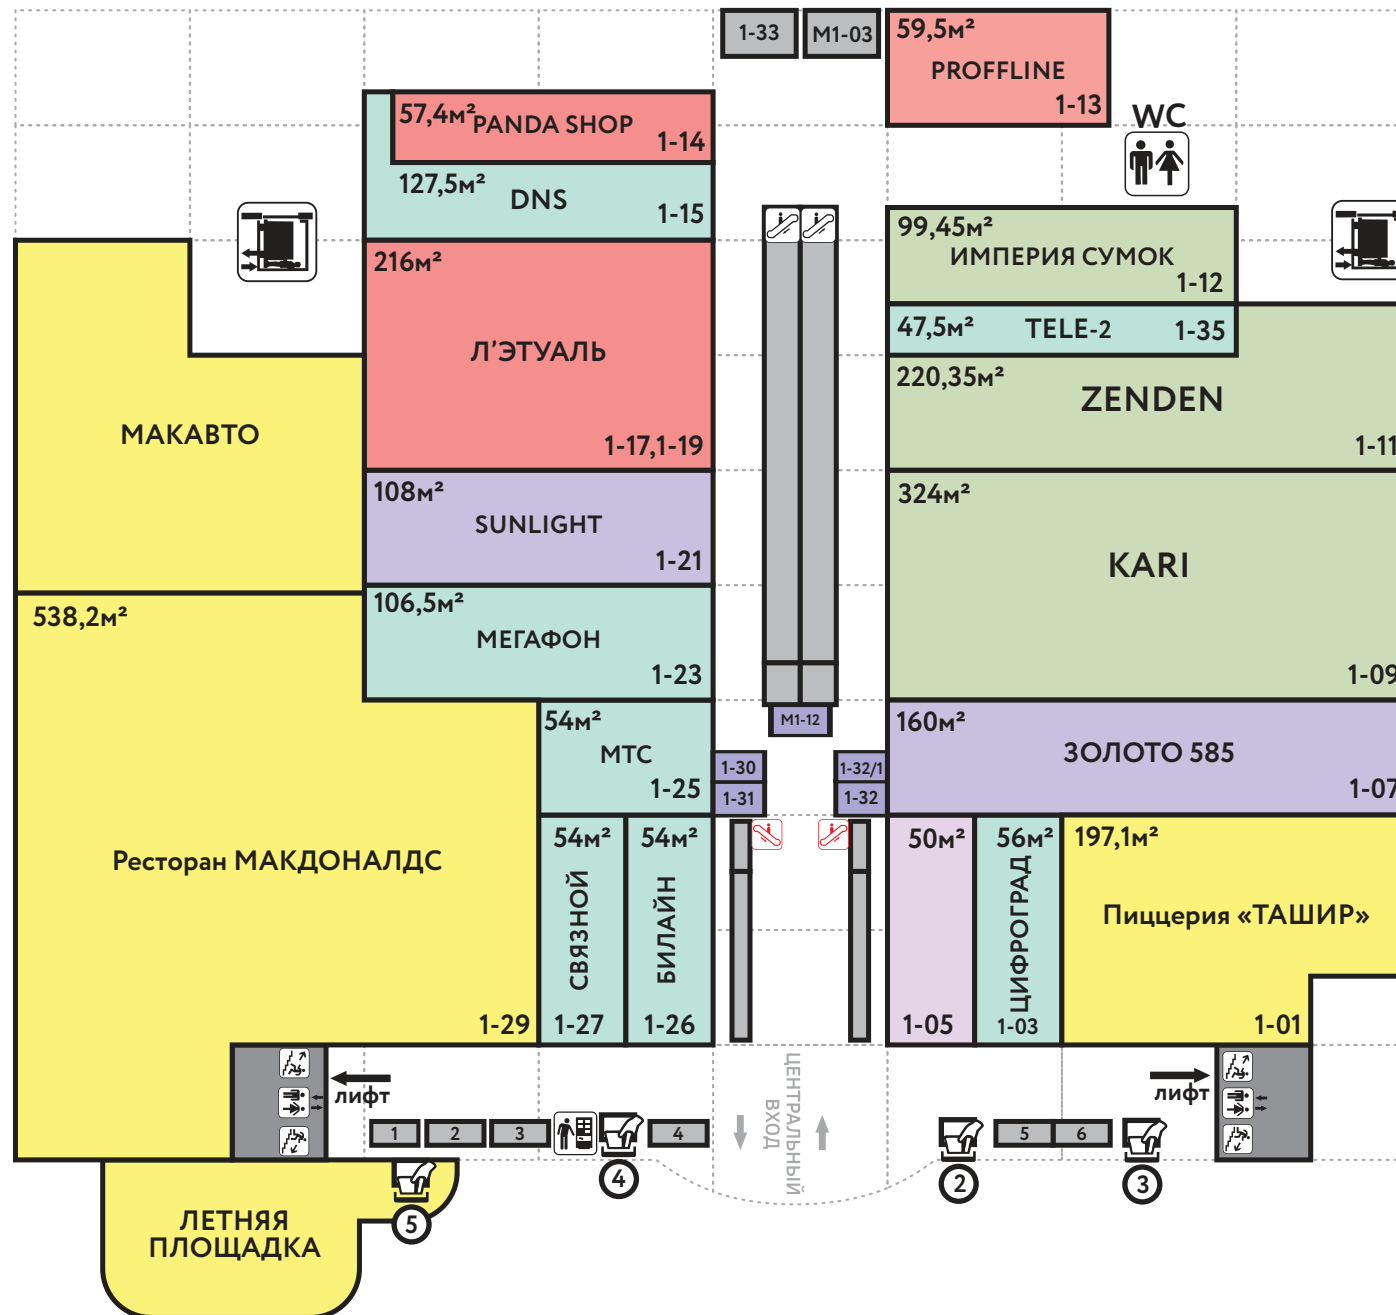 1-33
М1-03
59,5м²
PROFFLINE
1-13
WC
57,4м²
PANDA SHOP
1-14
127,5м²
DNS
1-15
99,45м²
ИМПЕРИЯ СУМОК
1-12
216м²
Л'ЭТУАЛЬ
1-17,1-19
47,5м²
TELE-2
1-35
220,35м²
ZENDEN
1-11
МАКАВТО
108м²
SUNLIGHT
1-21
324м²
KARI
1-09
538,2м²
Ресторан МАКДОНАЛДС
1-29
106,5м²
МЕГАФОН
1-23
54м²
МТС
1-25
М1-12
1-30
1-31
1-32/1
1-32
160м²
ЗОЛОТО 585
1-07
54м²
СВЯЗНОЙ
1-27
54м²
БИЛАЙН
1-26
50м²
1-05
56м²
ЦИФРОГРАД
1-03
197,1м²
Пиццерия «ТАШИР»
1-01
лифт
лифт
1
2
3
4
ЦЕНТРАЛЬНЫЙ
ВХОД
5
6
4
2
3
5
ЛЕТНЯЯ
ПЛОЩАДКА